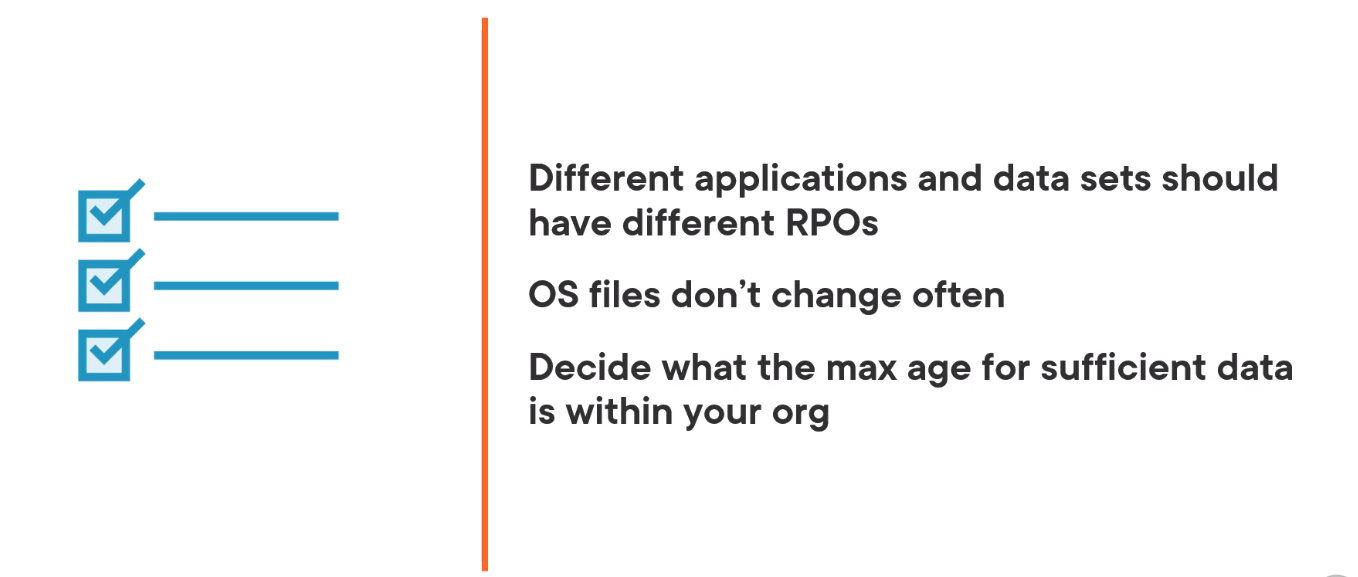 Different applications and data sets should
have different RPOs
OS files don’t change often
Decide what the max age for sufficient data
is within your org